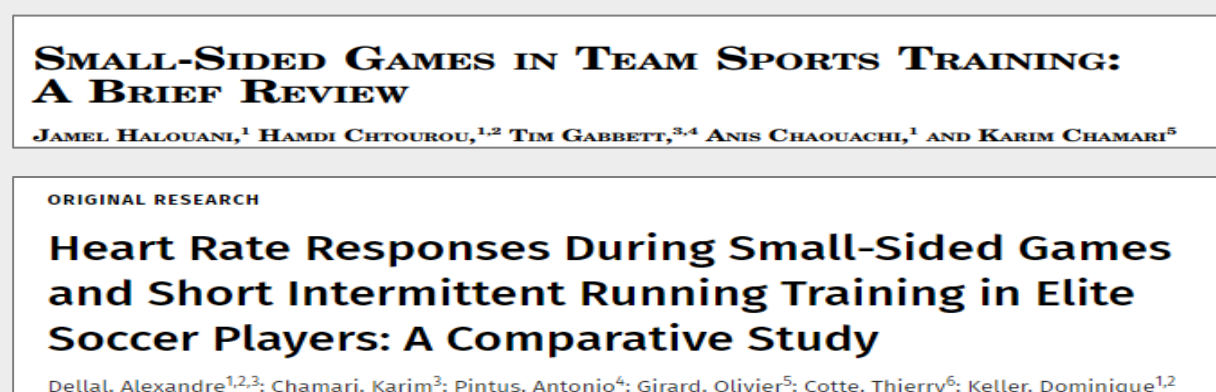 SMALL-SIDED GAMES IN TEAM SPORTS TRAINING:
A BRIEF REVIEW
JAMEL HALOUANI,¹ HAMDI CHTOUROU,¹,² TIM GABBETT,³,⁴ ANIS CHAOUACHI,¹ AND KARIM CHAMARI⁵
ORIGINAL RESEARCH
Heart Rate Responses During Small-Sided Games
and Short Intermittent Running Training in Elite
Soccer Players: A Comparative Study
Dellal, Alexandre¹,²,³; Chamari, Karim³; Pintus, Antonio⁴; Girard, Olivier⁵; Cotte, Thierry⁶; Keller, Dominique¹,²